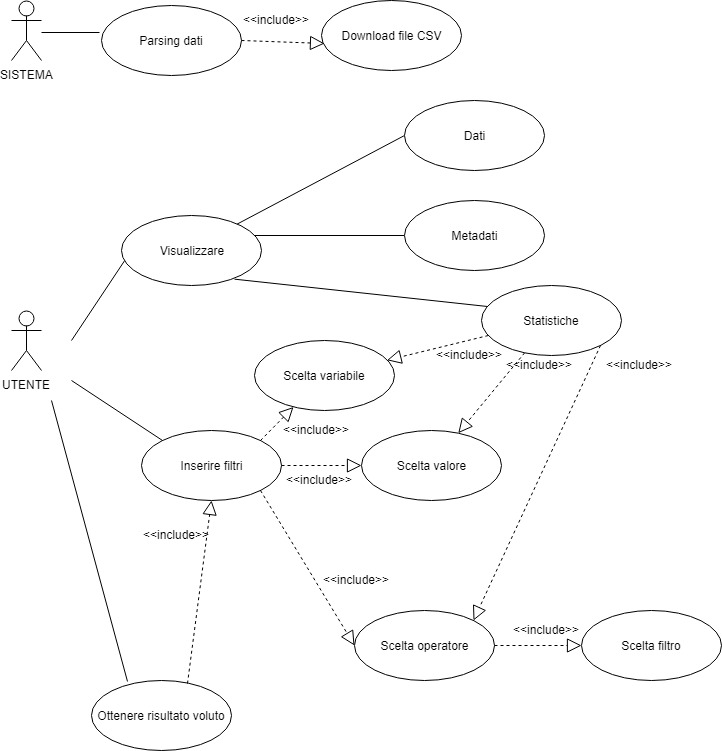 <<include>>
Parsing dati
Download file CSV
SISTEMA
Dati
Visualizzare
Metadati
Statistiche
UTENTE
<<include>>
<<include>>
<<include>>
Scelta variabile
<<include>>
Inserire filtri
Scelta valore
<<include>>
<<include>>
<<include>>
<<include>>
Scelta operatore
Scelta filtro
Ottenere risultato voluto